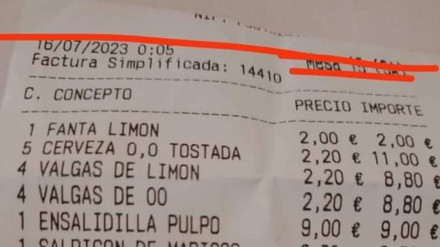 16/07/2023 0:05
Factura Simplificada: 14410
C. CONCEPTO PRECIO IMPORTE
1 FANTA LIMON 2,00 € 2,00 €
5 CERVEZA 0,0 TOSTADA 2,20 € 11,00 €
4 VALGAS DE LIMON 2,20 € 8,80 €
4 VALGAS DE OO 2,20 € 8,80 €
1 ENSALIDILLA PULPO 9,00 € 9,00 €